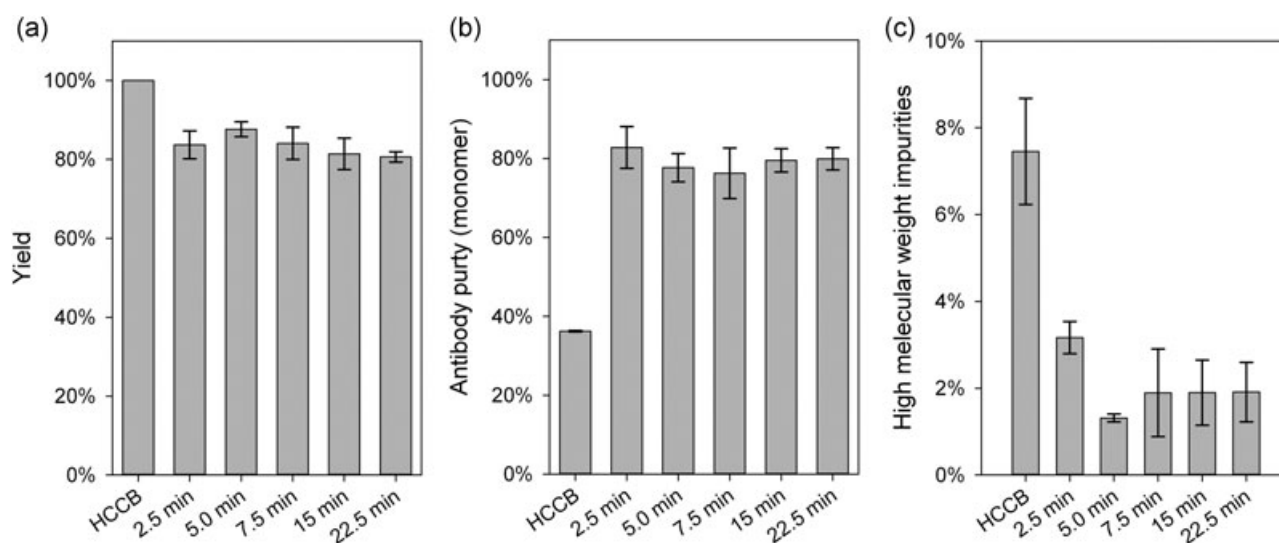 (a)
Yield
100%
80%
60%
40%
20%
0%
HCCB
2.5 min
5.0 min
7.5 min
15 min
22.5 min
(b)
Antibody purty (monomer)
100%
80%
60%
40%
20%
0%
HCCB
2.5 min
5.0 min
7.5 min
15 min
22.5 min
(c)
High melecular weight impurities
10%
8%
6%
4%
2%
0%
HCCB
2.5 min
5.0 min
7.5 min
15 min
22.5 min